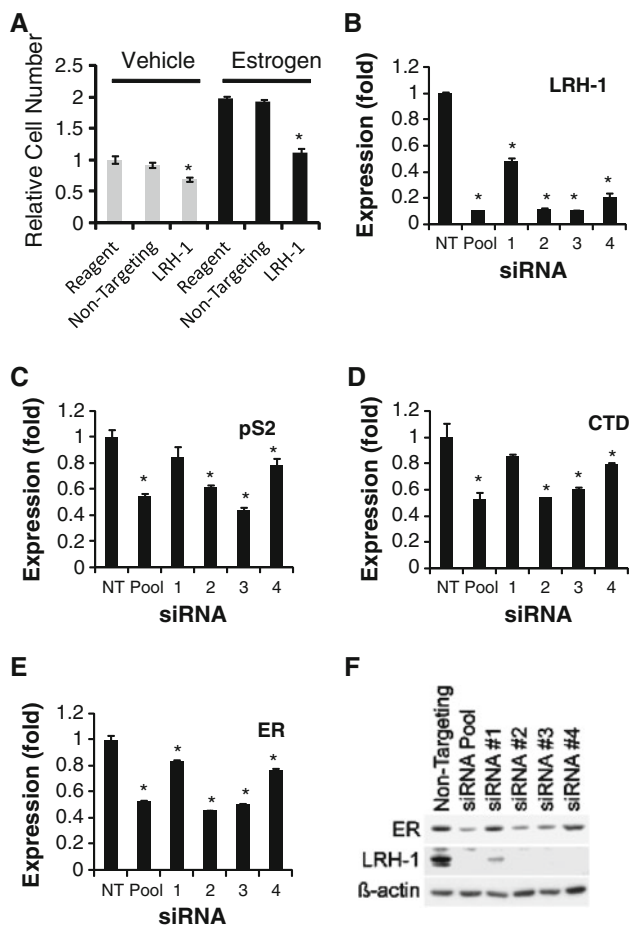 A
Relative Cell Number
Vehicle
Estrogen
2.5
2
1.5
1
0.5
0
*
*
Reagent
Non-Targeting
LRH-1
Reagent
Non-Targeting
LRH-1
B
Expression (fold)
LRH-1
1.2
1
0.8
0.6
0.4
0.2
0
* * * * *
NT Pool 1 2 3 4
siRNA
C
Expression (fold)
pS2
1.2
1
0.8
0.6
0.4
0.2
0
* * * *
NT Pool 1 2 3 4
siRNA
D
Expression (fold)
CTD
1.2
1
0.8
0.6
0.4
0.2
0
* * * *
NT Pool 1 2 3 4
siRNA
E
Expression (fold)
ER
1.2
1
0.8
0.6
0.4
0.2
0
* * * * *
NT Pool 1 2 3 4
siRNA
F
Non-Targeting
siRNA Pool
siRNA #1
siRNA #2
siRNA #3
siRNA #4
ER
LRH-1
ß-actin